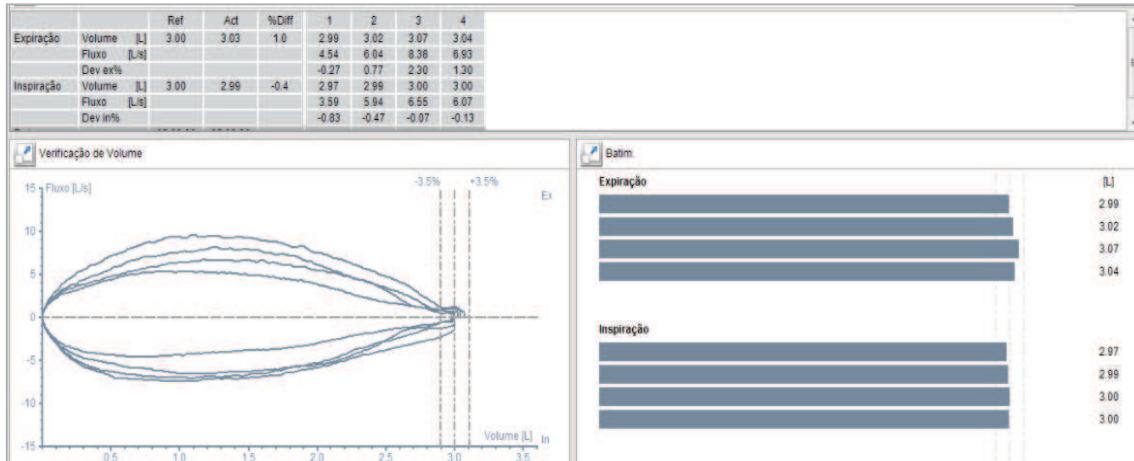 Ref Act %Diff 1 2 3 4
Expiração Volume [L] 3.00 3.03 1.0 2.99 3.02 3.07 3.04
Fluxo [L/s] 4.54 6.04 8.38 6.93
Dev ex% -0.27 0.77 2.30 1.30
Inspiração Volume [L] 3.00 2.99 -0.4 2.97 2.99 3.00 3.00
Fluxo [L/s] 3.59 5.94 6.55 6.07
Dev in% -0.83 -0.47 -0.07 -0.13
Verificação de Volume
15 Fluxo [L/s] -3.5% +3.5% Ex
10
5
0
-5
-10
-15 Volume [L] In
0.5 1.0 1.5 2.0 2.5 3.0 3.5
Batim.
Expiração [L]
2.99
3.02
3.07
3.04
Inspiração
2.97
2.99
3.00
3.00